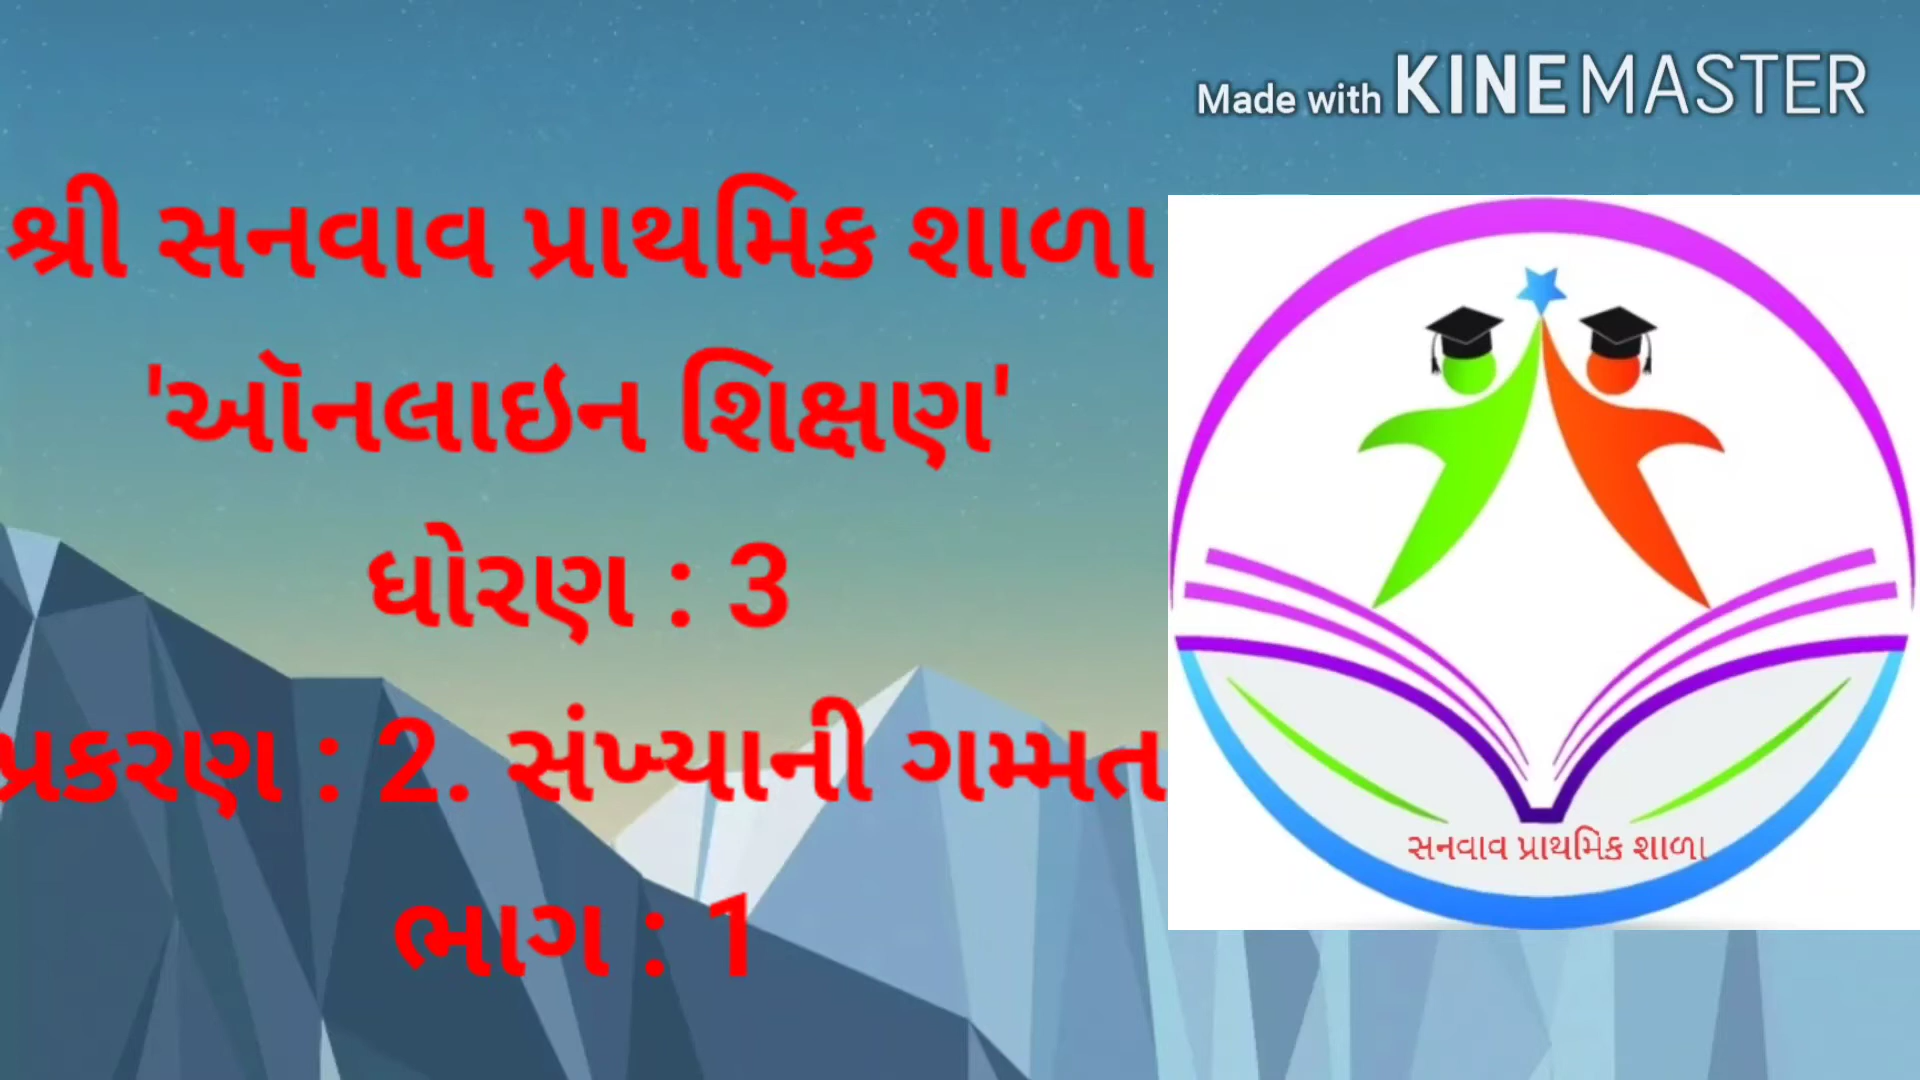 Made with KINEMASTER
શ્રી સનવાવ પ્રાથમિક શાળા
'ઑનલાઇન શિક્ષણ'
ધોરણ : 3
પ્રકરણ : 2. સંખ્યાની ગમ્મત
ભાગ : 1
સનવાવ પ્રાથમિક શાળા